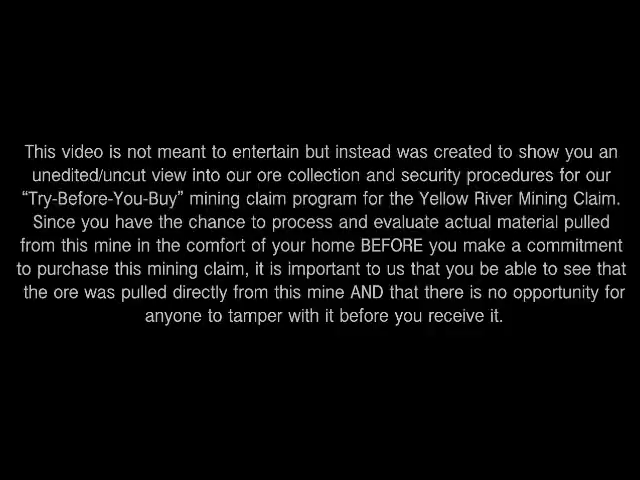 This video is not meant to entertain but instead was created to show you an
unedited/uncut view into our ore collection and security procedures for our
“Try-Before-You-Buy” mining claim program for the Yellow River Mining Claim.
Since you have the chance to process and evaluate actual material pulled
from this mine in the comfort of your home BEFORE you make a commitment
to purchase this mining claim, it is important to us that you be able to see that
the ore was pulled directly from this mine AND that there is no opportunity for
anyone to tamper with it before you receive it.